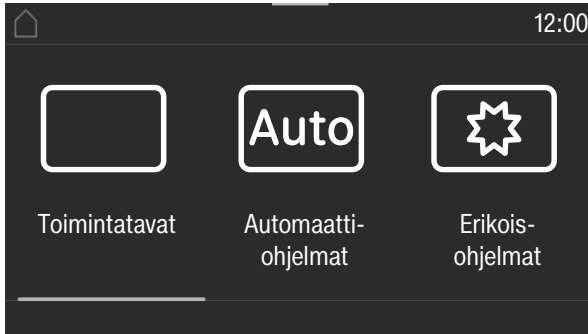 12:00
Auto
Toimintatavat
Automaatti-
ohjelmat
Erikois-
ohjelmat